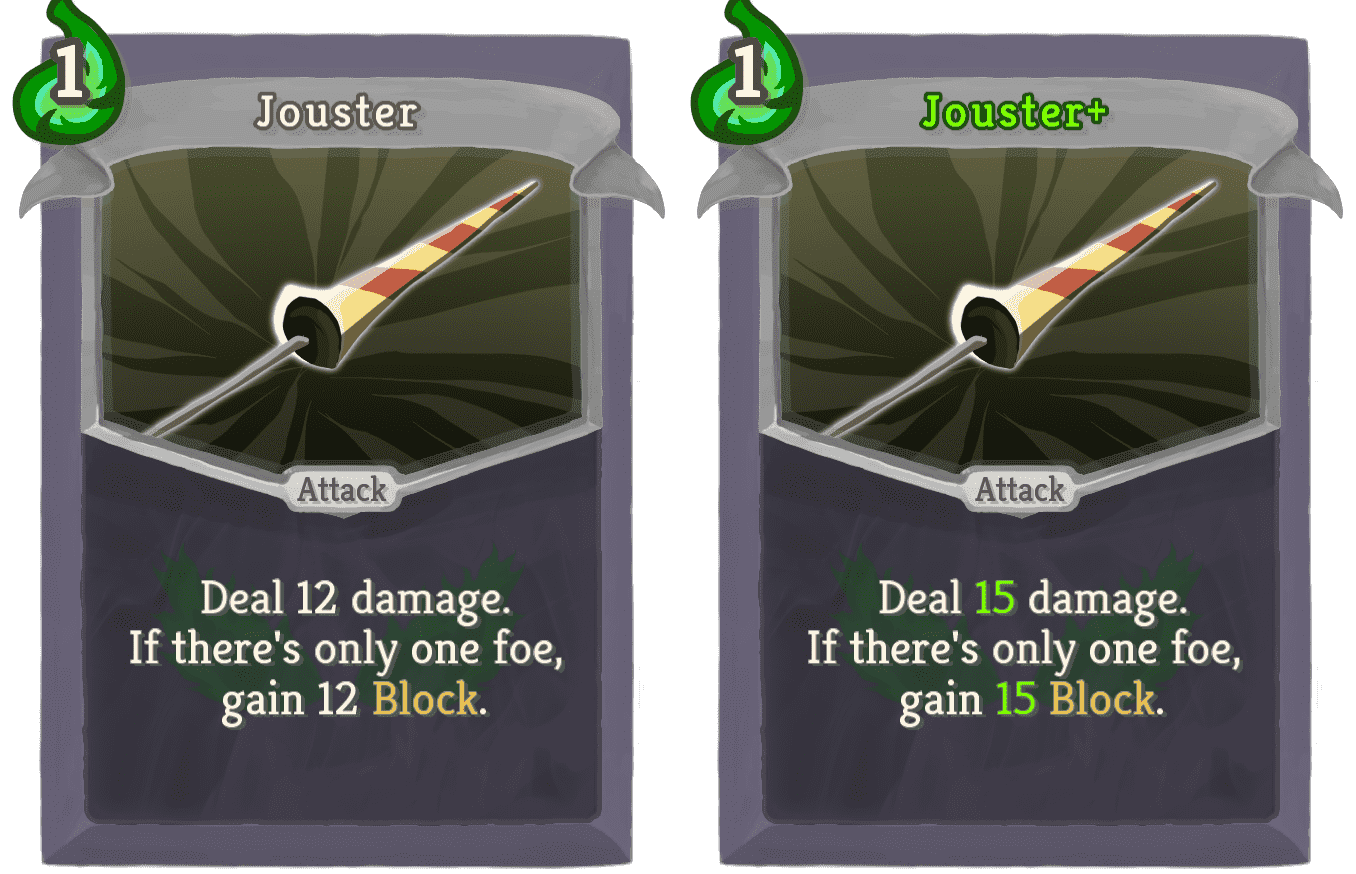 1
Jouster
Attack
Deal 12 damage.
If there's only one foe,
gain 12 Block.
1
Jouster+
Attack
Deal 15 damage.
If there's only one foe,
gain 15 Block.